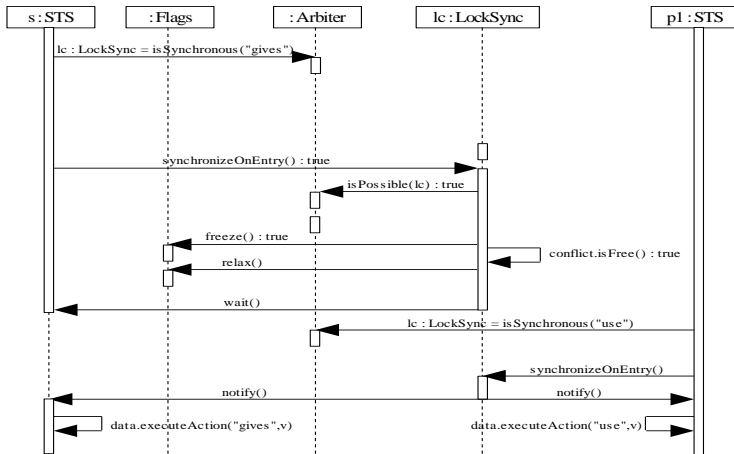 s : STS
: Flags
: Arbiter
lc : LockSync
p1 : STS
lc : LockSync = isSynchronous("gives")
synchronizeOnEntry() : true
isPossible(lc) : true
freeze() : true
conflict.isFree() : true
relax()
wait()
lc : LockSync = isSynchronous("use")
synchronizeOnEntry()
notify()
notify()
data.executeAction("gives",v)
data.executeAction("use",v)